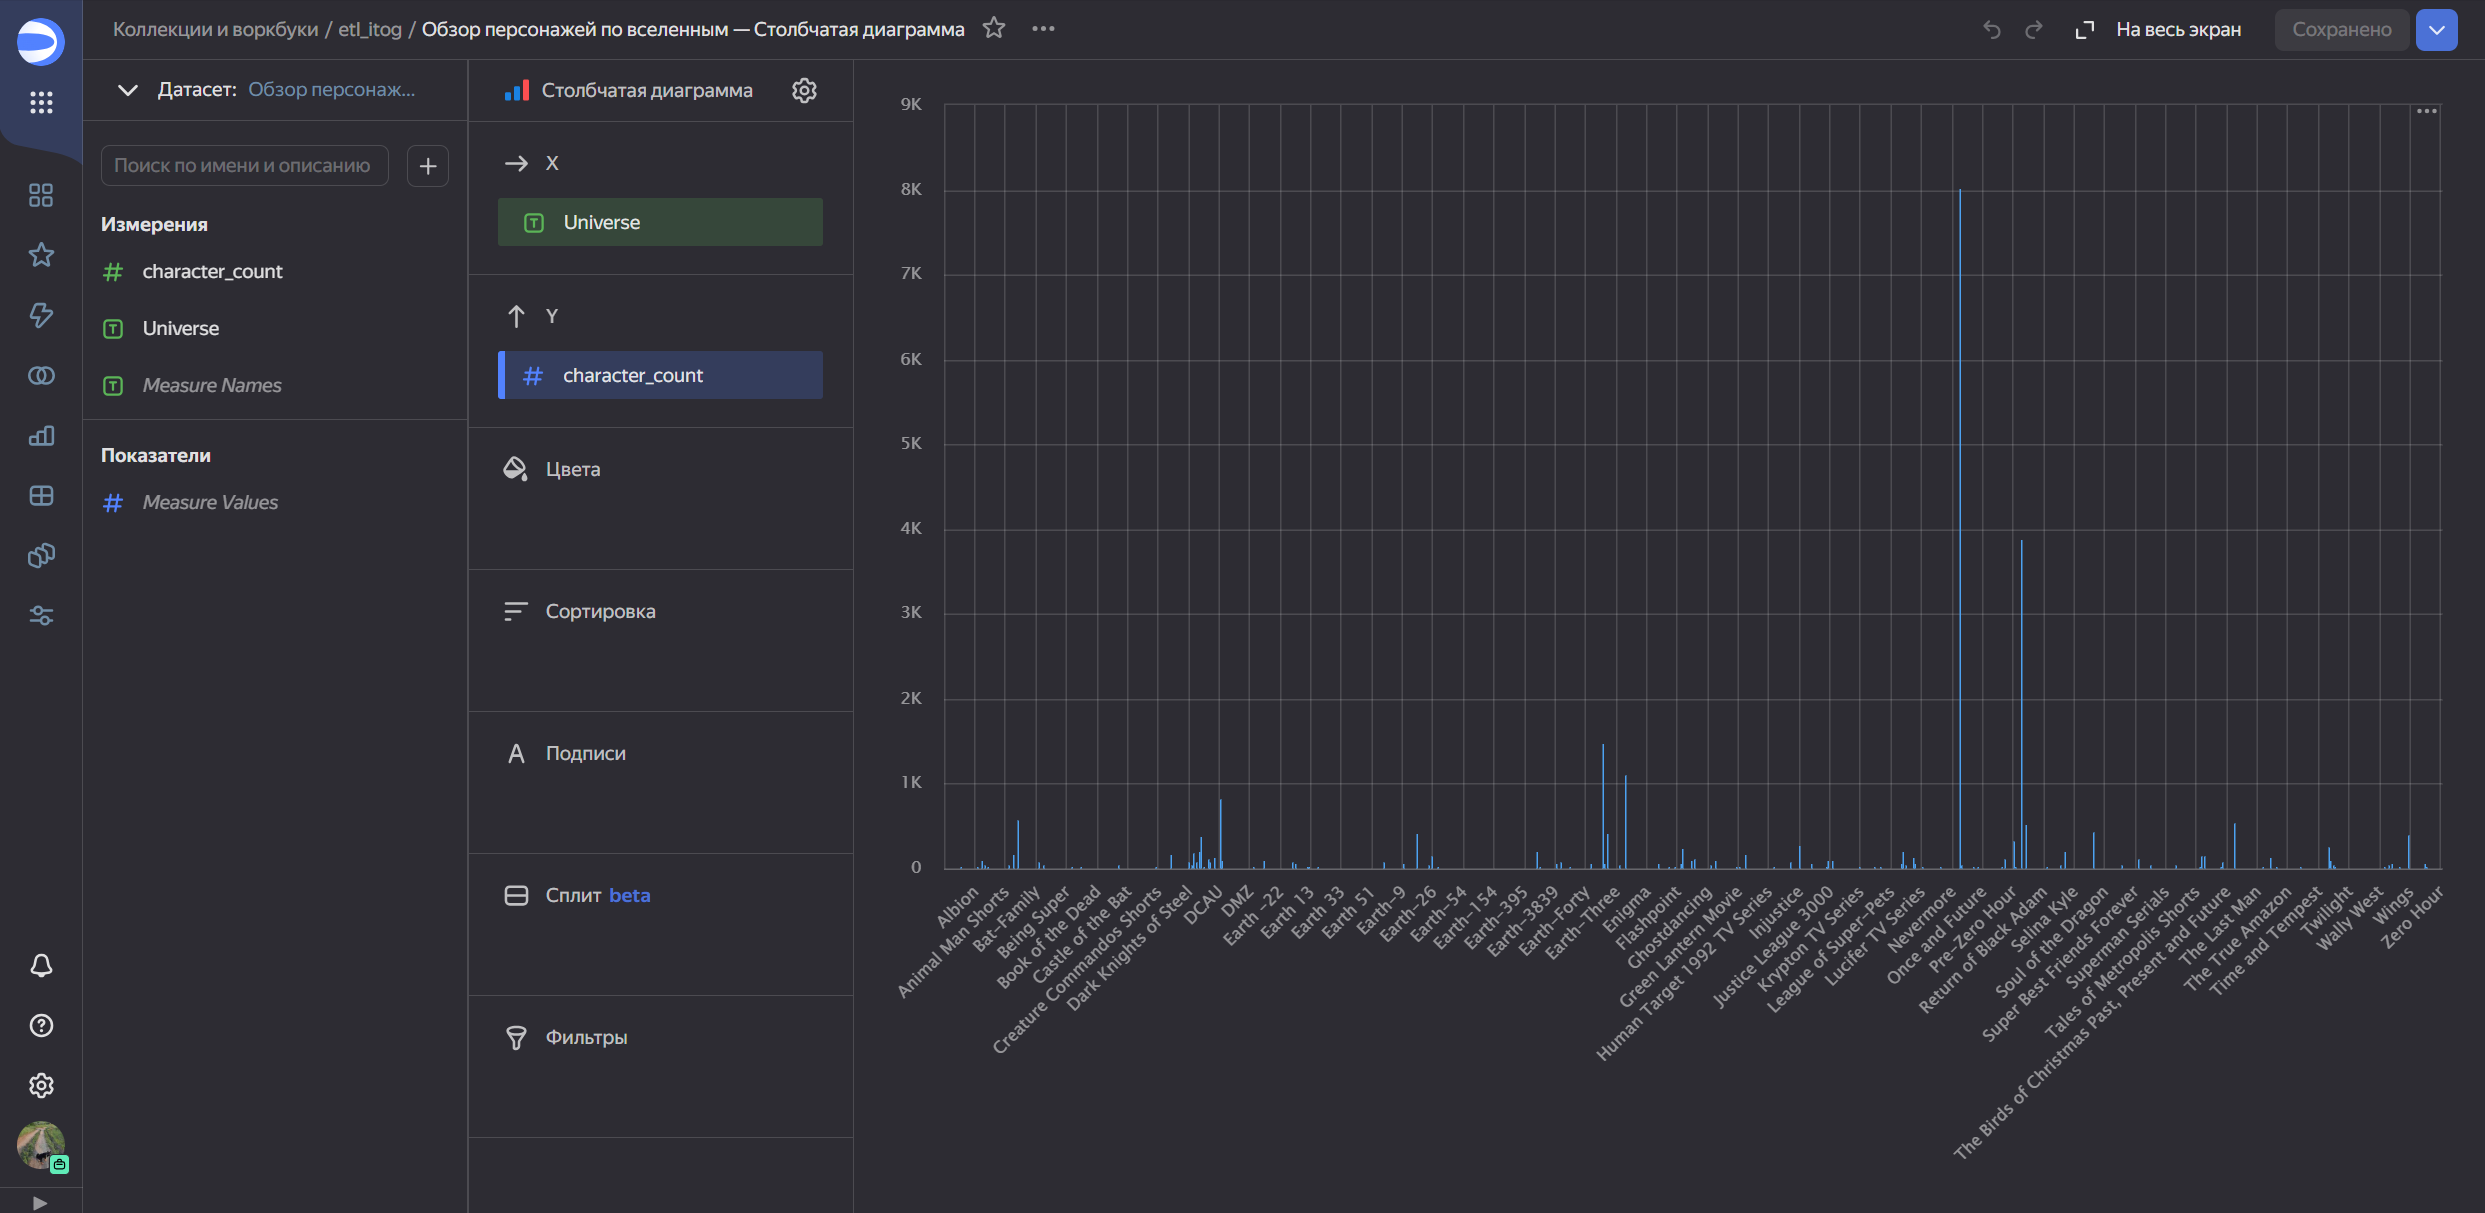 Коллекции и воркбуки / etl_itog / Обзор персонажей по вселенным — Столбчатая диаграмма
На весь экран
Сохранено
Датасет: Обзор персонаж...
Поиск по имени и описанию
Измерения
character_count
Universe
Measure Names
Показатели
Measure Values
Столбчатая диаграмма
X
Universe
Y
character_count
Цвета
Сортировка
Подписи
Сплит beta
Фильтры
9K
8K
7K
6K
5K
4K
3K
2K
1K
0
Albion
Animal Man Shorts
Bat-Family
Being Super
Book of the Dead
Castle of the Bat
Creature Commandos Shorts
Dark Knights of Steel
DCAU
DMZ
Earth -22
Earth 13
Earth 33
Earth 51
Earth-9
Earth-26
Earth-54
Earth-154
Earth-395
Earth-3839
Earth-Forty
Earth-Three
Enigma
Flashpoint
Ghostdancing
Green Lantern Movie
Human Target 1992 TV Series
Injustice
Justice League 3000
Krypton TV Series
League of Super-Pets
Lucifer TV Series
Nevermore
Once and Future
Pre-Zero Hour
Return of Black Adam
Selina Kyle
Soul of the Dragon
Super Best Friends Forever
Superman Serials
Tales of Metropolis Shorts
The Birds of Christmas Past, Present and Future
The Last Man
The True Amazon
Time and Tempest
Twilight
Wally West
Wings
Zero Hour